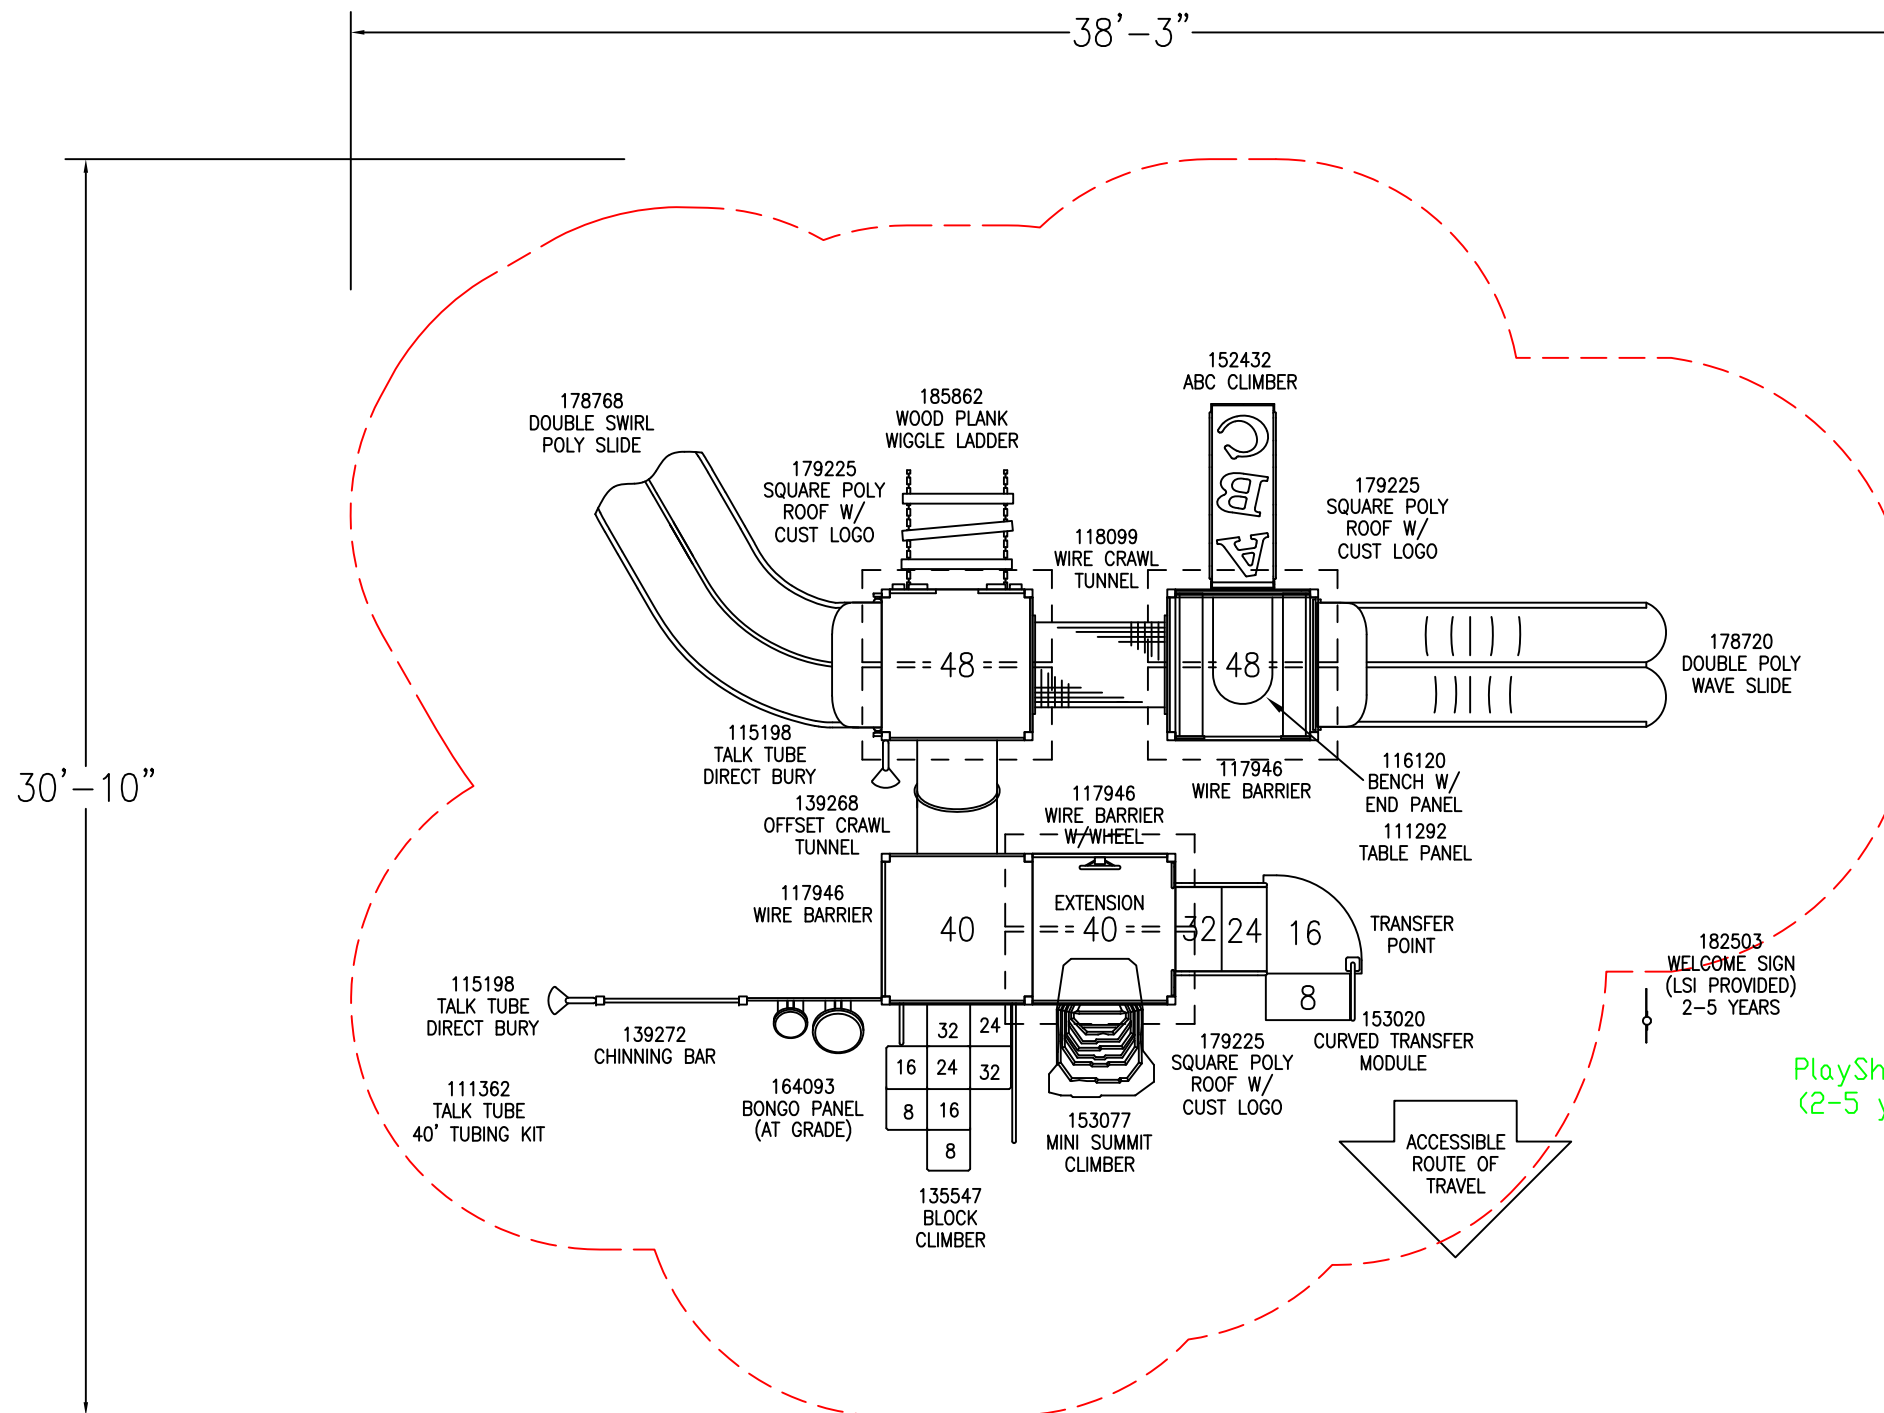 38'-3"
152432
ABC CLIMBER
178768
DOUBLE SWIRL
POLY SLIDE
185862
WOOD PLANK
WIGGLE LADDER
179225
SQUARE POLY
ROOF W/
CUST LOGO
C
B
A
179225
SQUARE POLY
ROOF W/
CUST LOGO
118099
WIRE CRAWL
TUNNEL
48
48
178720
DOUBLE POLY
WAVE SLIDE
115198
TALK TUBE
DIRECT BURY
30'-10"
117946
WIRE BARRIER
116120
BENCH W/
END PANEL
139268
OFFSET CRAWL
TUNNEL
117946
WIRE BARRIER
W/WHEEL
111292
TABLE PANEL
117946
WIRE BARRIER
40
EXTENSION
40
32
24
16
8
TRANSFER
POINT
182503
WELCOME SIGN
(LSI PROVIDED)
2-5 YEARS
115198
TALK TUBE
DIRECT BURY
139272
CHINNING BAR
153020
CURVED TRANSFER
MODULE
32
24
16
24
32
8
16
8
179225
SQUARE POLY
ROOF W/
CUST LOGO
111362
TALK TUBE
40' TUBING KIT
164093
BONGO PANEL
(AT GRADE)
153077
MINI SUMMIT
CLIMBER
PlaySh
(2-5 y
ACCESSIBLE
ROUTE OF
TRAVEL
135547
BLOCK
CLIMBER